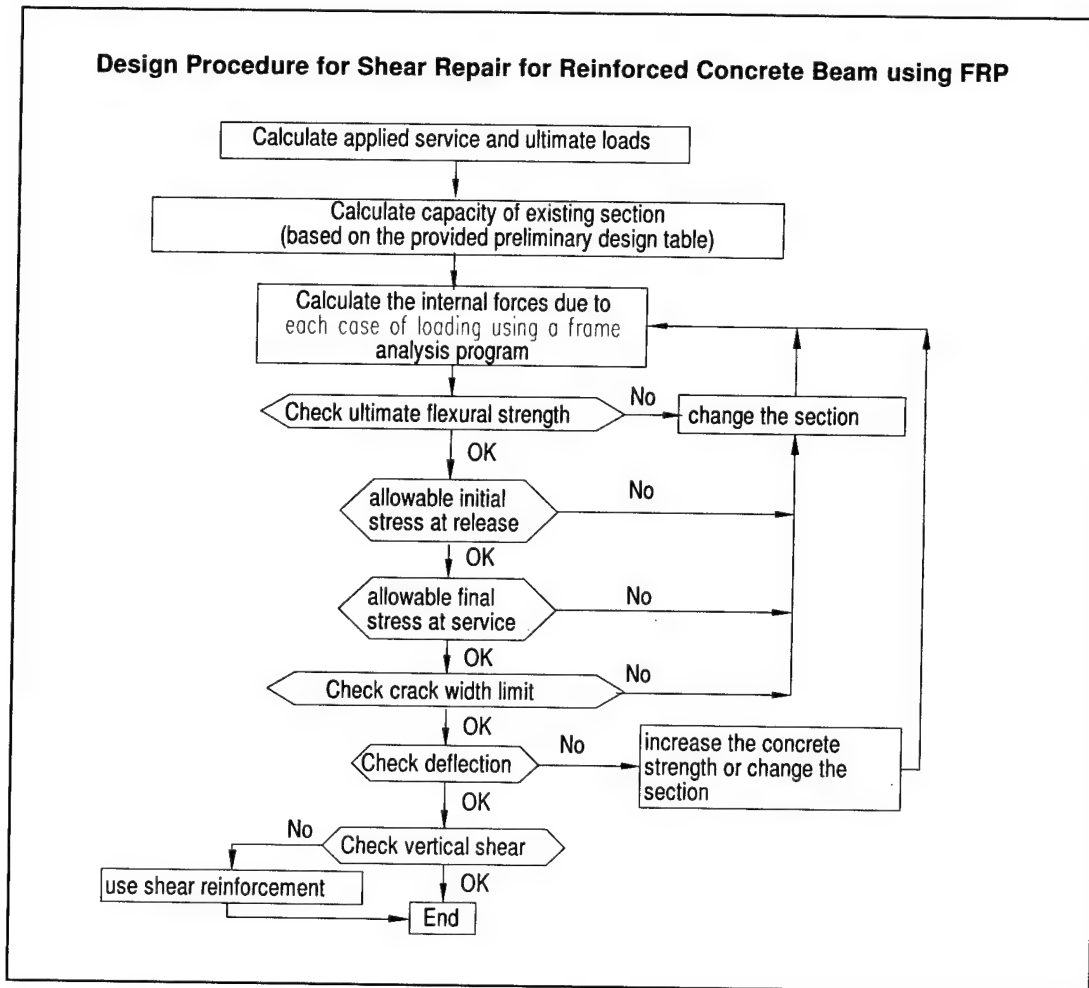 Design Procedure for Shear Repair for Reinforced Concrete Beam using FRP
Calculate applied service and ultimate loads
Calculate capacity of existing section
(based on the provided preliminary design table)
Calculate the internal forces due to
each case of loading using a frame
analysis program
Check ultimate flexural strength
No
change the section
OK
allowable initial
stress at release
No
OK
allowable final
stress at service
No
OK
Check crack width limit
No
OK
Check deflection
No
increase the concrete
strength or change the
section
OK
No
Check vertical shear
use shear reinforcement
OK
End